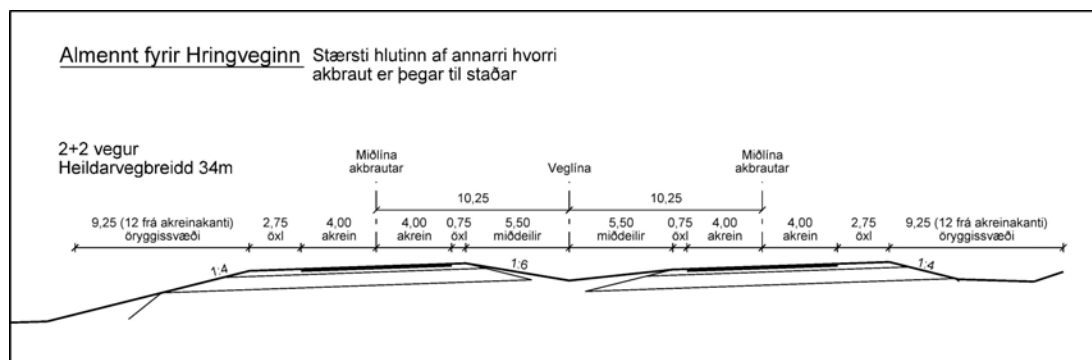 Almennt fyrir Hringveginn
Stærsti hlutinn af annarri hvorri
akbraut er þegar til staðar
2+2 vegur
Heildarvegbreidd 34m
Miðlína
akbrautar
Veglína
Miðlína
akbrautar
10,25 10,25
9,25 (12 frá akreinakanti) 2,75 4,00 4,00 0,75 5,50 5,50 0,75 4,00 4,00 2,75 9,25 (12 frá akreinakanti)
öryggissvæði öxl akrein akrein öxl miðdeilir miðdeilir öxl akrein akrein öxl öryggissvæði
1:4 1:6 1:4